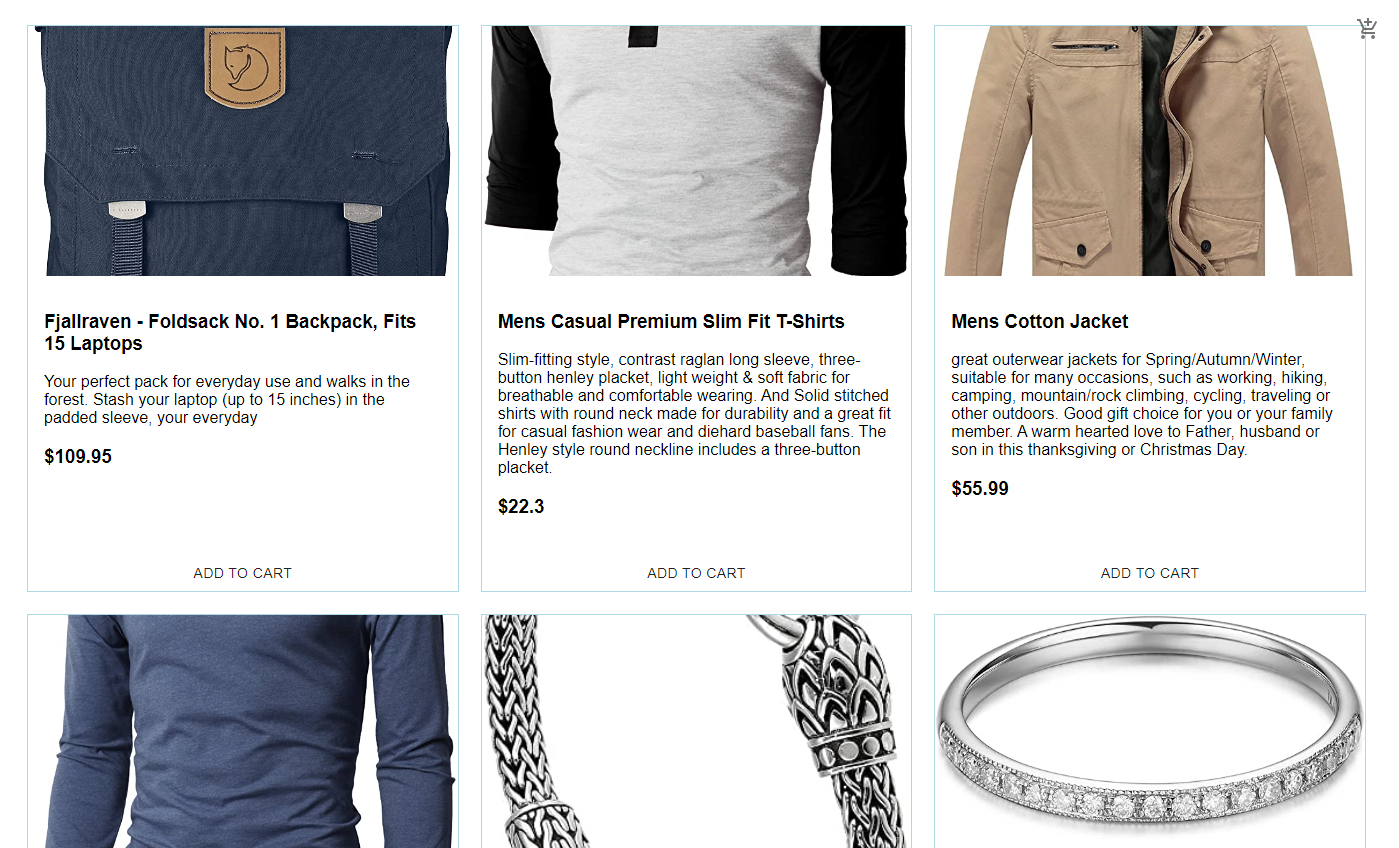 Fjallraven - Foldsack No. 1 Backpack, Fits
15 Laptops
Your perfect pack for everyday use and walks in the
forest. Stash your laptop (up to 15 inches) in the
padded sleeve, your everyday
$109.95
ADD TO CART
Mens Casual Premium Slim Fit T-Shirts
Slim-fitting style, contrast raglan long sleeve, three-
button henley placket, light weight & soft fabric for
breathable and comfortable wearing. And Solid stitched
shirts with round neck made for durability and a great fit
for casual fashion wear and diehard baseball fans. The
Henley style round neckline includes a three-button
placket.
$22.3
ADD TO CART
Mens Cotton Jacket
great outerwear jackets for Spring/Autumn/Winter,
suitable for many occasions, such as working, hiking,
camping, mountain/rock climbing, cycling, traveling or
other outdoors. Good gift choice for you or your family
member. A warm hearted love to Father, husband or
son in this thanksgiving or Christmas Day.
$55.99
ADD TO CART